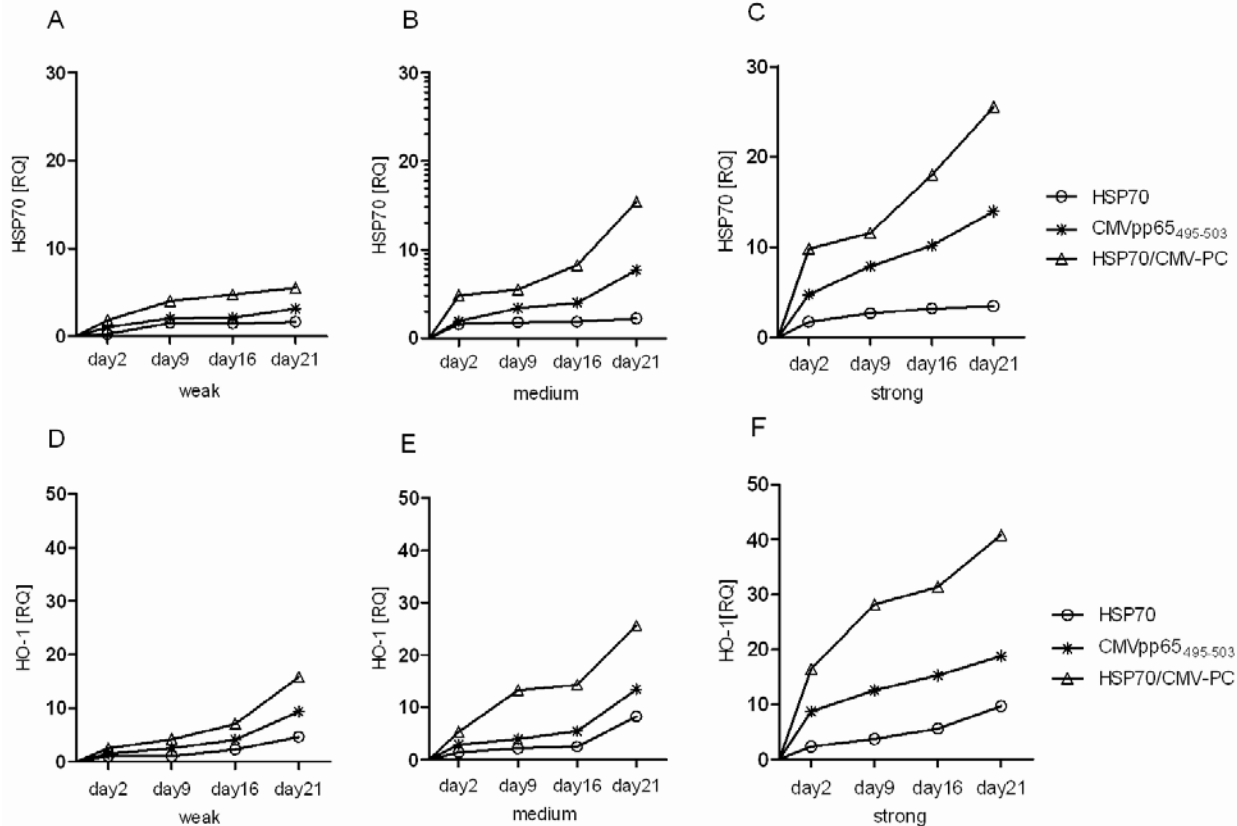 A
30
20
10
0
HSP70 [RQ]
day2 day9 day16 day21
weak
B
30
20
10
0
HSP70 [RQ]
day2 day9 day16 day21
medium
C
30
20
10
0
HSP70 [RQ]
day2 day9 day16 day21
strong
HSP70
CMVpp65495-503
HSP70/CMV-PC
D
50
40
30
20
10
0
HO-1 [RQ]
day2 day9 day16 day21
weak
E
50
40
30
20
10
0
HO-1 [RQ]
day2 day9 day16 day21
medium
F
50
40
30
20
10
0
HO-1[RQ]
day2 day9 day16 day21
strong
HSP70
CMVpp65495-503
HSP70/CMV-PC